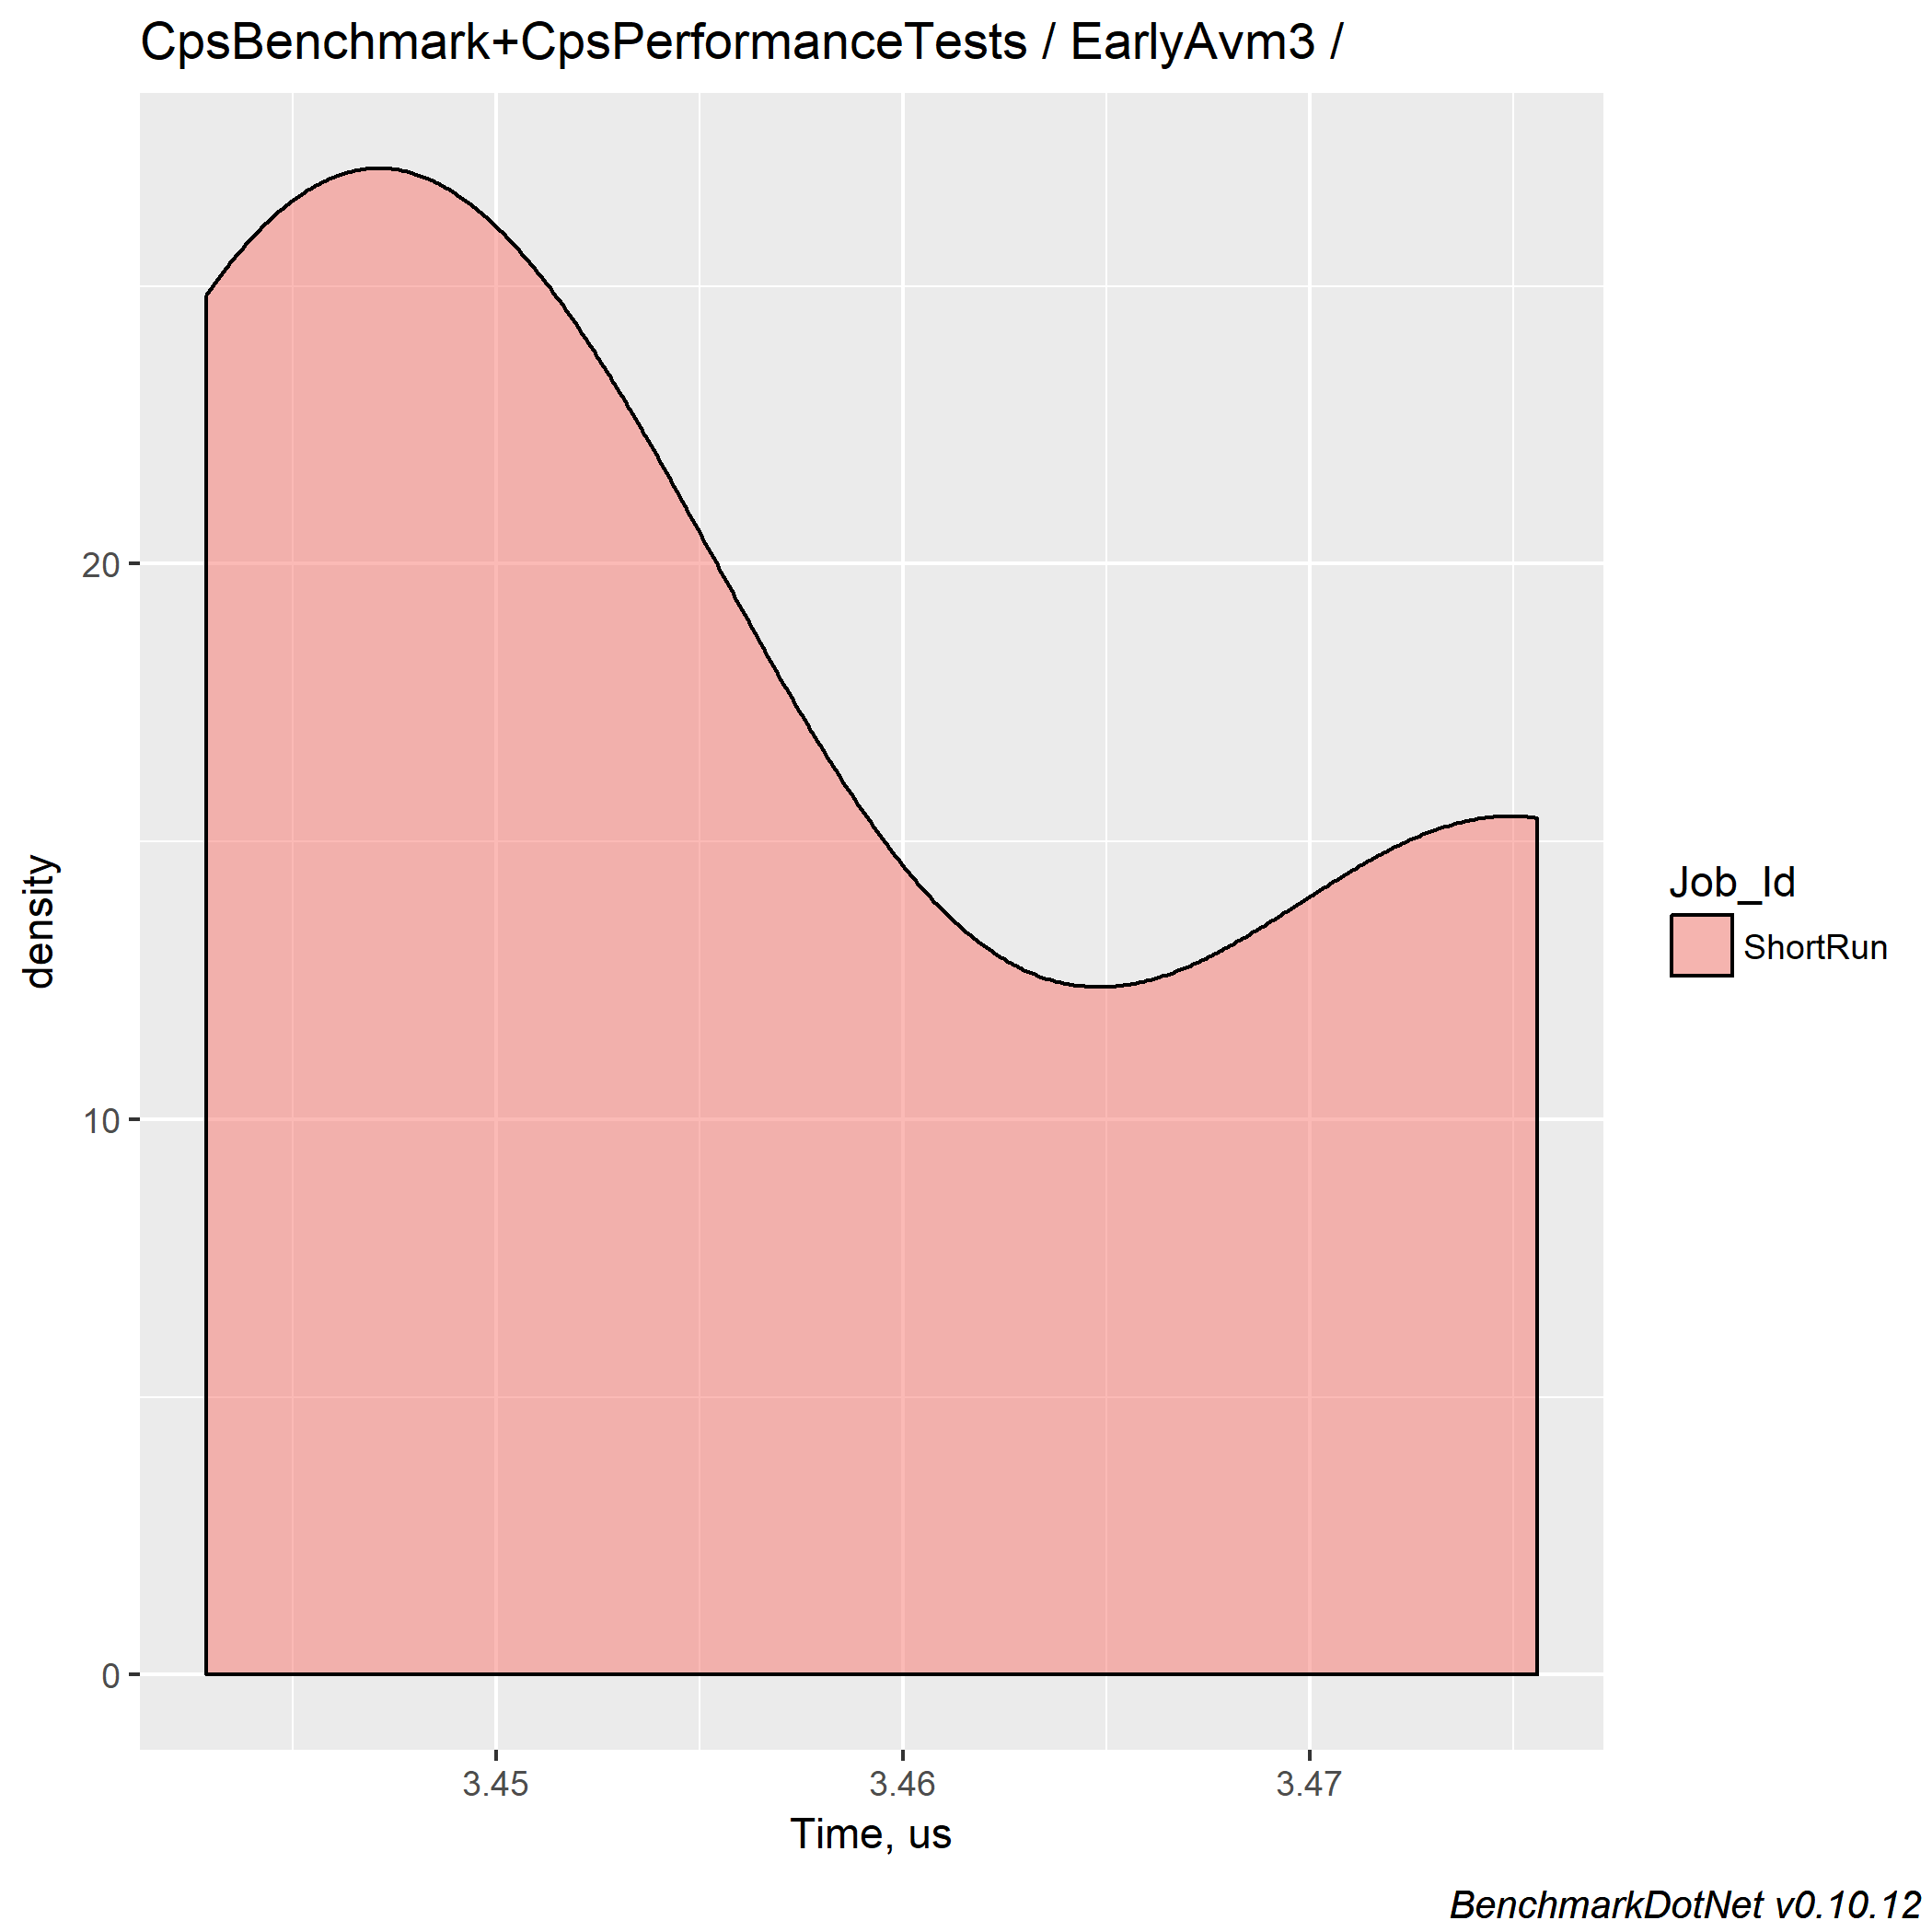 CpsBenchmark+CpsPerformanceTests / EarlyAvm3 /
density
20
10
0
3.45 3.46 3.47
Time, us
Job_Id
ShortRun
BenchmarkDotNet v0.10.12